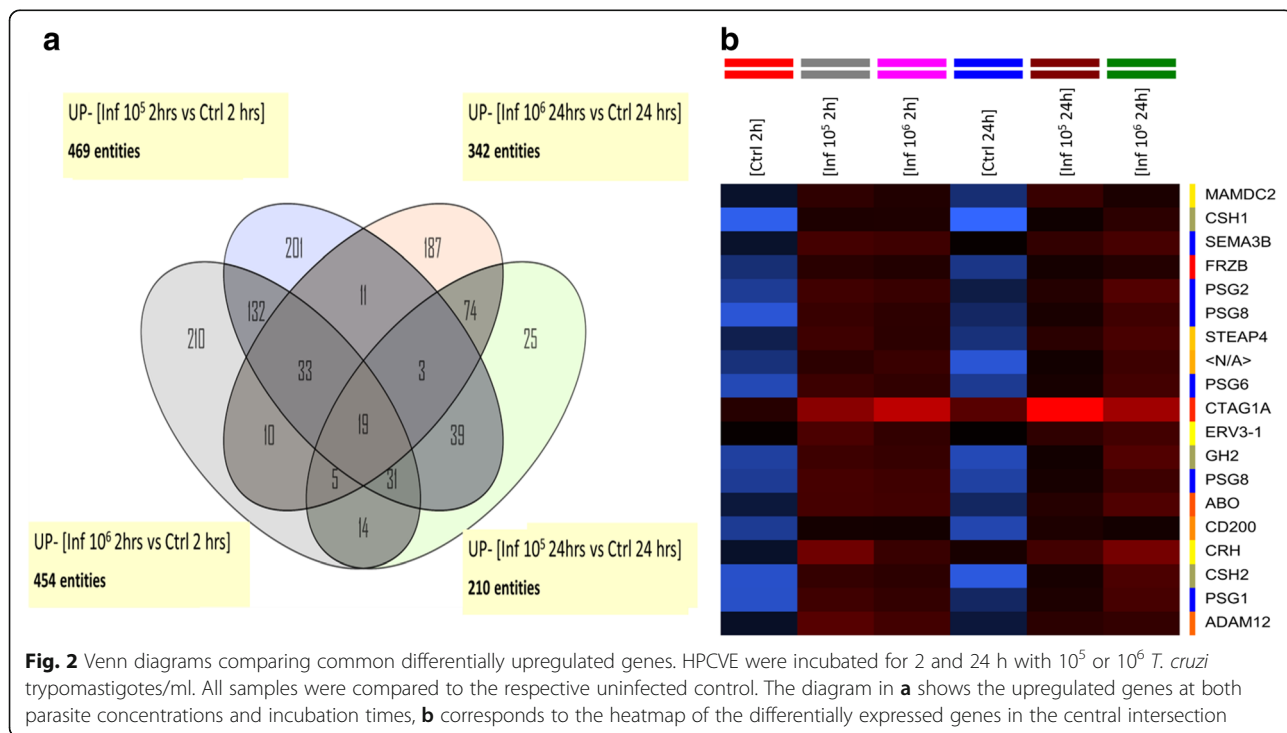 a
UP- [Inf 10⁵ 2hrs vs Ctrl 2 hrs]
469 entities
UP- [Inf 10⁶ 24hrs vs Ctrl 24 hrs]
342 entities
201
187
132
11
74
210
25
33
3
10
19
39
5
31
14
UP- [Inf 10⁶ 2hrs vs Ctrl 2 hrs]
454 entities
UP- [Inf 10⁵ 24hrs vs Ctrl 24 hrs]
210 entities
b
[Ctrl 2h]
[Inf 10⁵ 2h]
[Inf 10⁶ 2h]
[Ctrl 24h]
[Inf 10⁵ 24h]
[Inf 10⁶ 24h]
MAMDC2
CSH1
SEMA3B
FRZB
PSG2
PSG8
STEAP4
<N/A>
PSG6
CTAG1A
ERV3-1
GH2
PSG8
ABO
CD200
CRH
CSH2
PSG1
ADAM12
Fig. 2 Venn diagrams comparing common differentially upregulated genes. HPCVE were incubated for 2 and 24 h with 10⁵ or 10⁶ T. cruzi
trypomastigotes/ml. All samples were compared to the respective uninfected control. The diagram in a shows the upregulated genes at both
parasite concentrations and incubation times, b corresponds to the heatmap of the differentially expressed genes in the central intersection